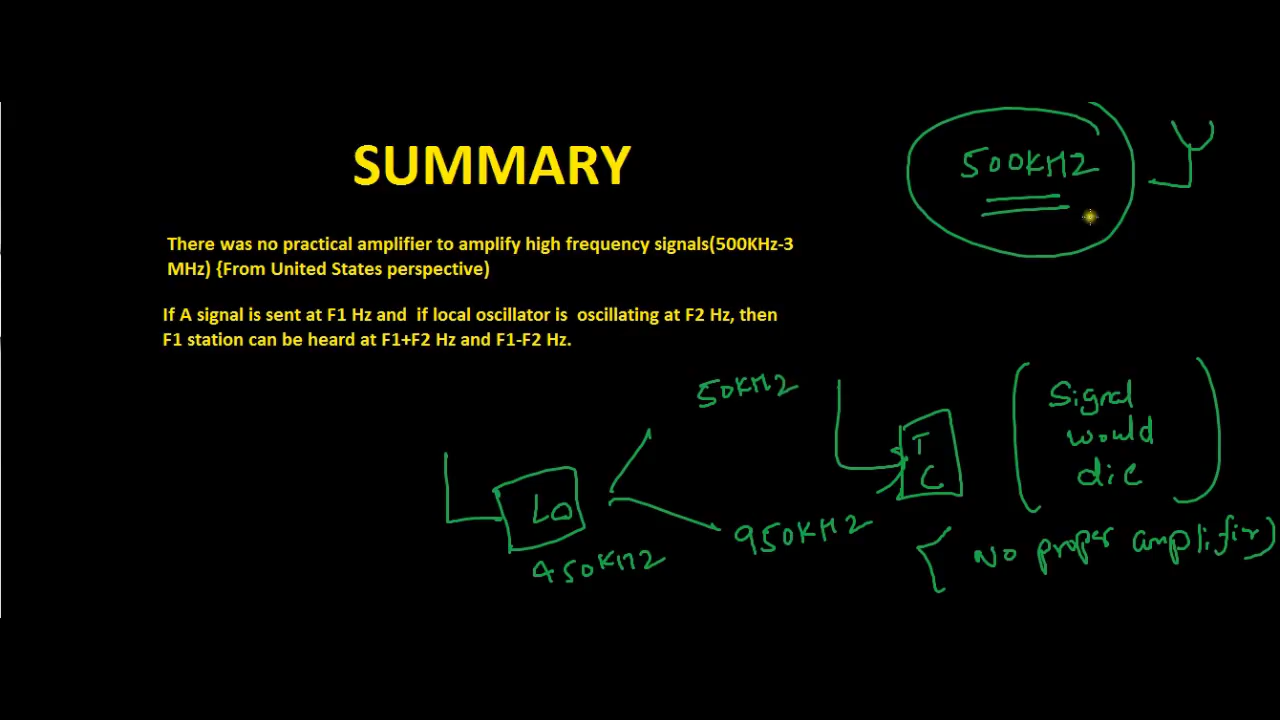 SUMMARY
500KHZ
There was no practical amplifier to amplify high frequency signals(500KHz-3
MHz) {From United States perspective)
If A signal is sent at F1 Hz and  if local oscillator is  oscillating at F2 Hz, then
F1 station can be heard at F1+F2 Hz and F1-F2 Hz.
50KHZ
T
C
Signal
would
die
LO
450KHZ
950KHZ
No proper amplifier)